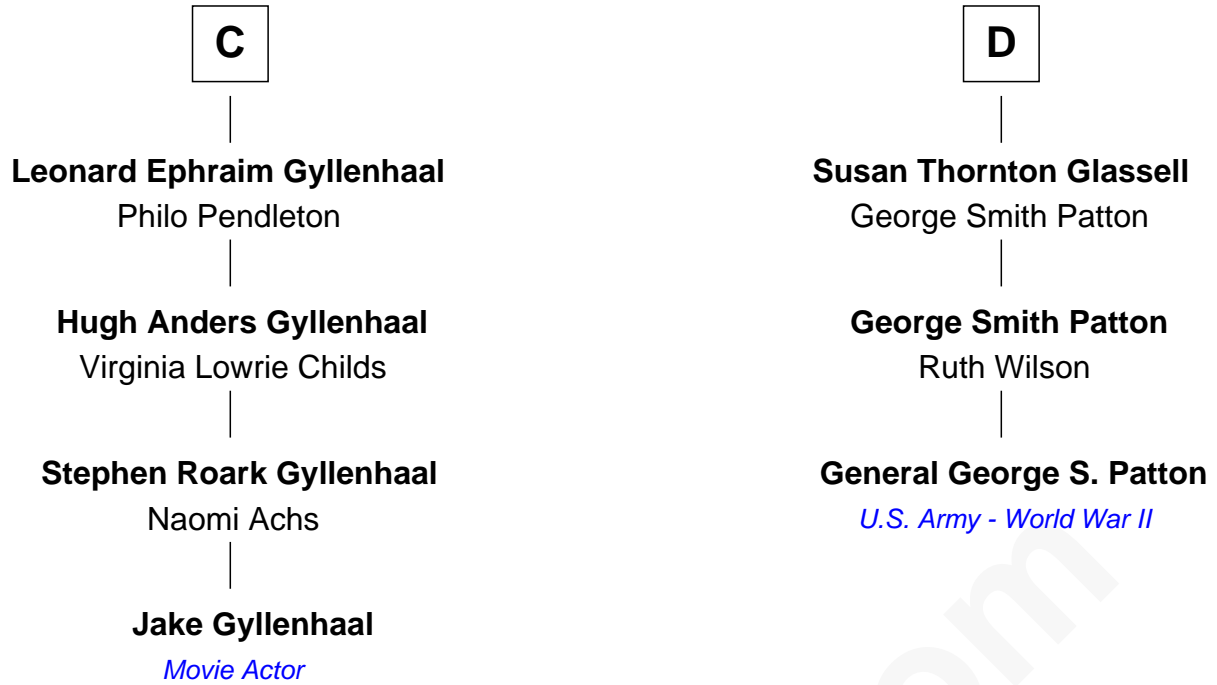 C
Leonard Ephraim Gyllenhaal
Philo Pendleton
Hugh Anders Gyllenhaal
Virginia Lowrie Childs
Stephen Roark Gyllenhaal
Naomi Achs
Jake Gyllenhaal
Movie Actor
D
Susan Thornton Glassell
George Smith Patton
George Smith Patton
Ruth Wilson
General George S. Patton
U.S. Army - World War II
om